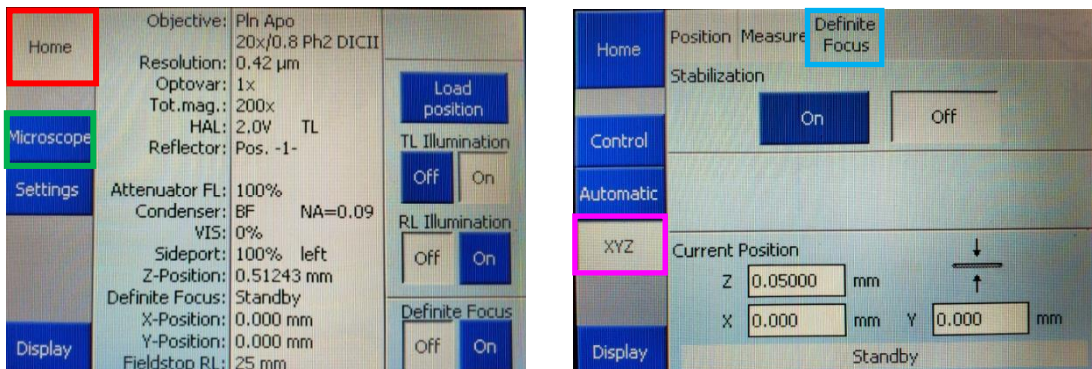 Home
Microscope
Settings
Display
Objective: Pln Apo
20x/0.8 Ph2 DICII
Resolution: 0.42 µm
Optovar: 1x
Tot.mag.: 200x
HAL: 2.0V TL
Reflector: Pos. -1-
Attenuator FL: 100%
Condenser: BF NA=0.09
VIS: 0%
Sideport: 100% left
Z-Position: 0.51243 mm
Definite Focus: Standby
X-Position: 0.000 mm
Y-Position: 0.000 mm
Fieldstop RL: 25 mm
Load
position
TL Illumination
Off On
RL Illumination
Off On
Definite Focus
Off On
Home
Control
Automatic
XYZ
Display
Position Measure Definite
Focus
Stabilization
On Off
Current Position
Z 0.05000 mm
X 0.000 mm Y 0.000 mm
Standby